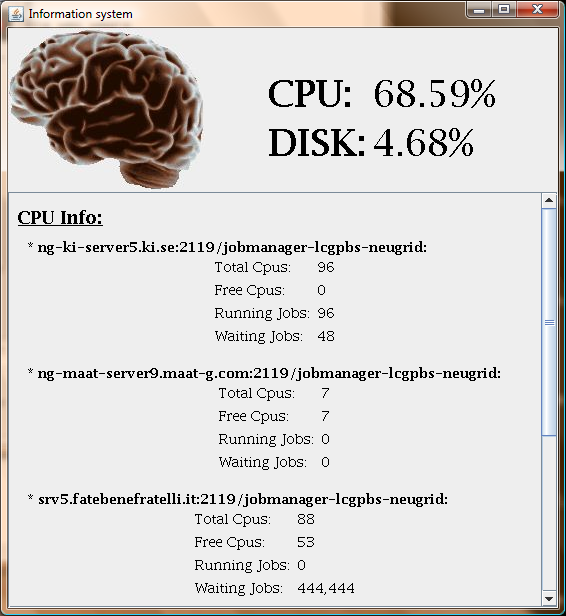 Information system
CPU: 68.59%
DISK: 4.68%
CPU Info:
* ng-ki-server5.ki.se:2119/jobmanager-lcgpbs-neugrid:
Total Cpus: 96
Free Cpus: 0
Running Jobs: 96
Waiting Jobs: 48
* ng-maat-server9.maat-g.com:2119/jobmanager-lcgpbs-neugrid:
Total Cpus: 7
Free Cpus: 7
Running Jobs: 0
Waiting Jobs: 0
* srv5.fatebenefratelli.it:2119/jobmanager-lcgpbs-neugrid:
Total Cpus: 88
Free Cpus: 53
Running Jobs: 0
Waiting Jobs: 444,444